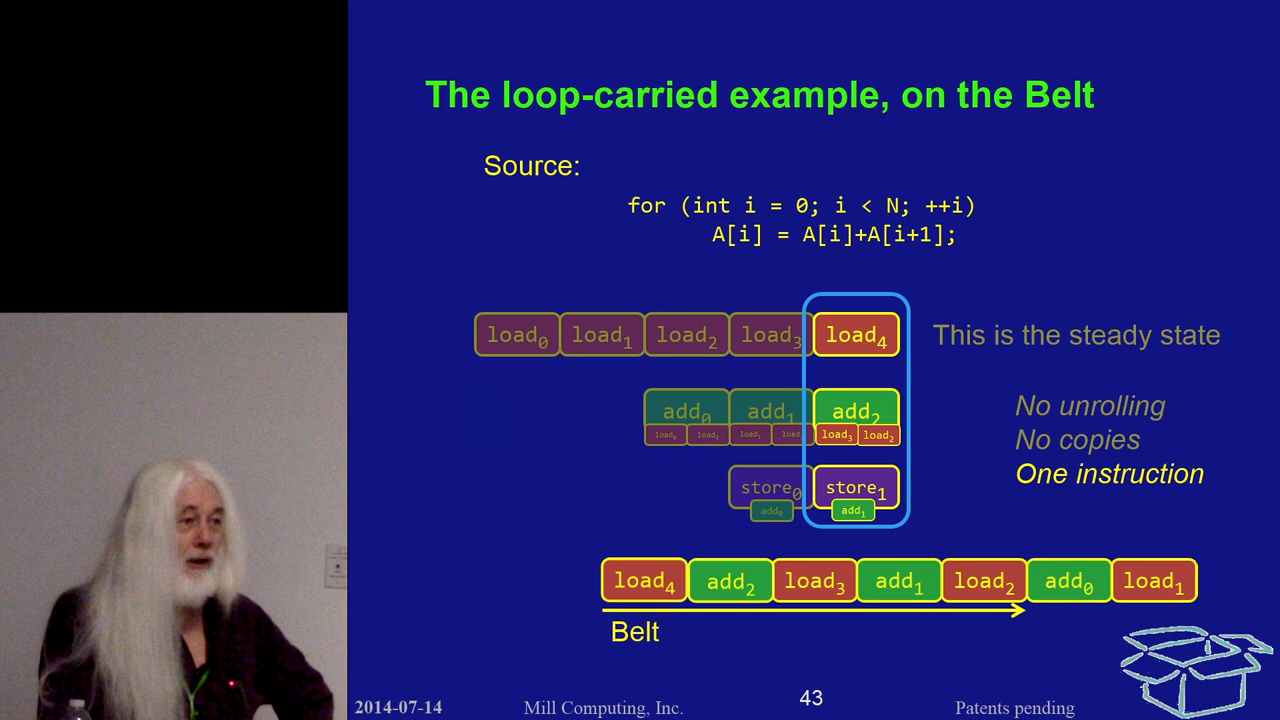 The loop-carried example, on the Belt
Source:
for (int i = 0; i < N; ++i)
A[i] = A[i]+A[i+1];
load0 load1 load2 load3 load4
This is the steady state
add0 add1 add2
load0 load1 load1 load load3 load2
No unrolling
No copies
One instruction
store0 store1
add0 add1
load4 add2 load3 add1 load2 add0 load1
Belt
2014-07-14 Mill Computing, Inc. 43 Patents pending